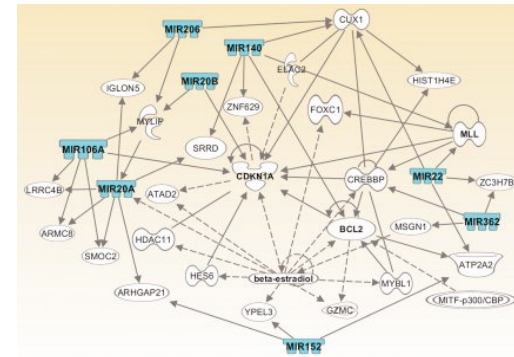 MIR206
CUX1
MIR140
ELAC2
HIST1H4E
MIR20B
IGLON5
ZNF629
FOXC1
MYLIP
MLL
MIR106A
SRRD
CDKN1A
CREBBP
MIR22
ZC3H7B
LRRC4B
MIR20A
ATAD2
MIR362
ARMC8
BCL2
MSGN1
HDAC11
SMOC2
ATP2A2
HES6
beta-estradiol
MYBL1
ARHGAP21
MITF-p300/CBP
YPEL3
GZMC
MIR152